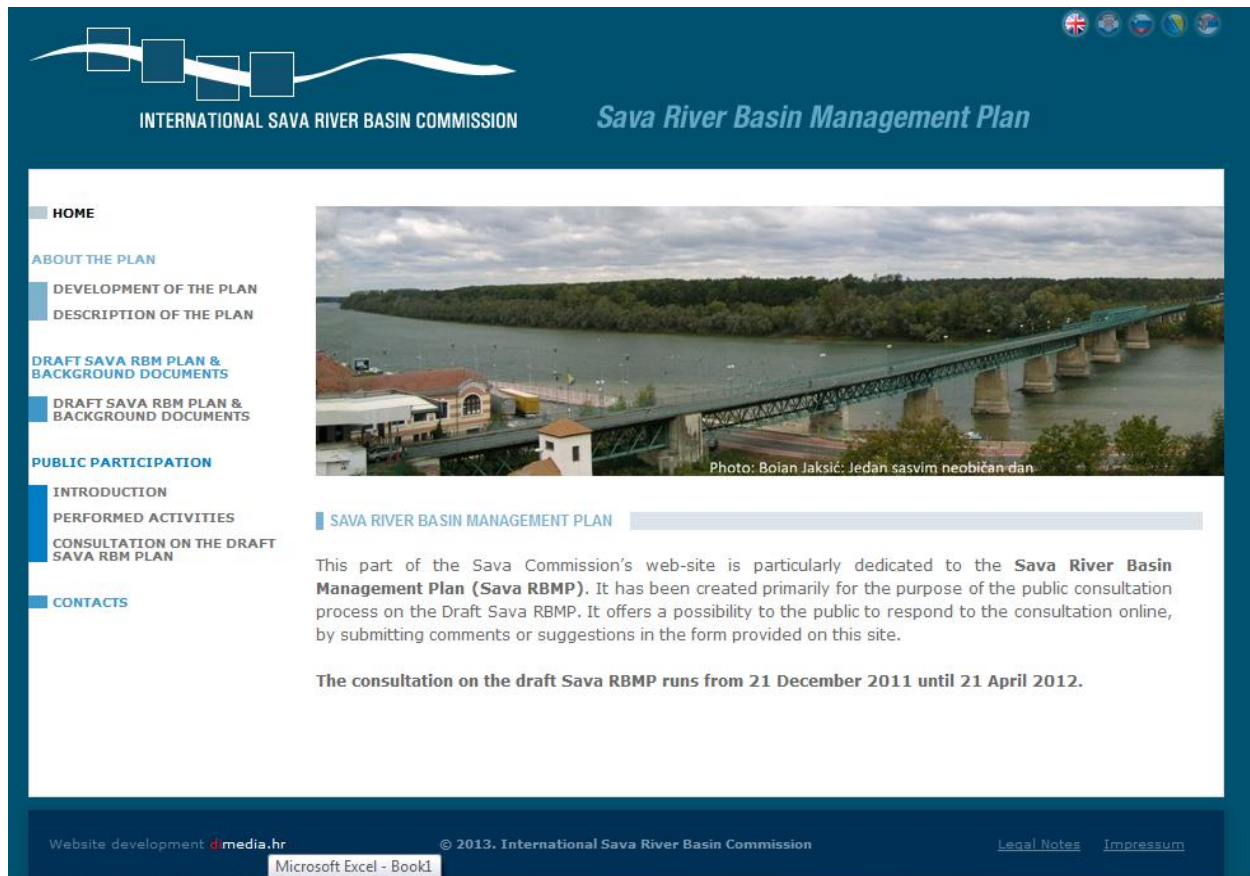 INTERNATIONAL SAVA RIVER BASIN COMMISSION
Sava River Basin Management Plan
HOME
ABOUT THE PLAN
DEVELOPMENT OF THE PLAN
DESCRIPTION OF THE PLAN
DRAFT SAVA RBM PLAN &
BACKGROUND DOCUMENTS
DRAFT SAVA RBM PLAN &
BACKGROUND DOCUMENTS
PUBLIC PARTICIPATION
INTRODUCTION
PERFORMED ACTIVITIES
CONSULTATION ON THE DRAFT
SAVA RBM PLAN
CONTACTS
Photo: Boian Jaksić: Jedan sasvim neobičan dan
SAVA RIVER BASIN MANAGEMENT PLAN
This part of the Sava Commission's web-site is particularly dedicated to the Sava River Basin
Management Plan (Sava RBMP). It has been created primarily for the purpose of the public consultation
process on the Draft Sava RBMP. It offers a possibility to the public to respond to the consultation online,
by submitting comments or suggestions in the form provided on this site.
The consultation on the draft Sava RBMP runs from 21 December 2011 until 21 April 2012.
Website development dimedia.hr
© 2013. International Sava River Basin Commission
Legal Notes
Impressum
Microsoft Excel - Book1